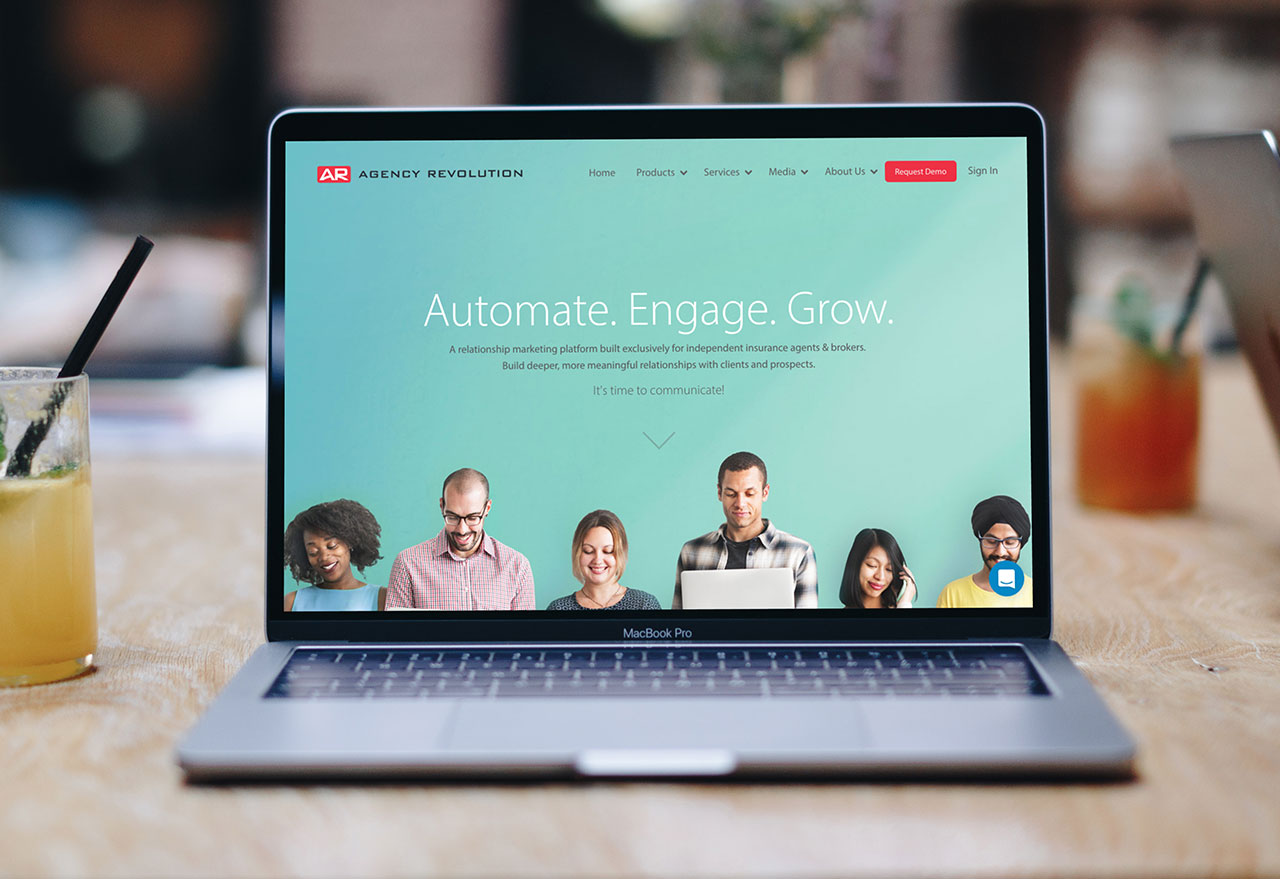 AR AGENCY REVOLUTION
Home Products Services Media About Us Request Demo Sign In
Automate. Engage. Grow.
A relationship marketing platform built exclusively for independent insurance agents & brokers.
Build deeper, more meaningful relationships with clients and prospects.
It's time to communicate!
MacBook Pro